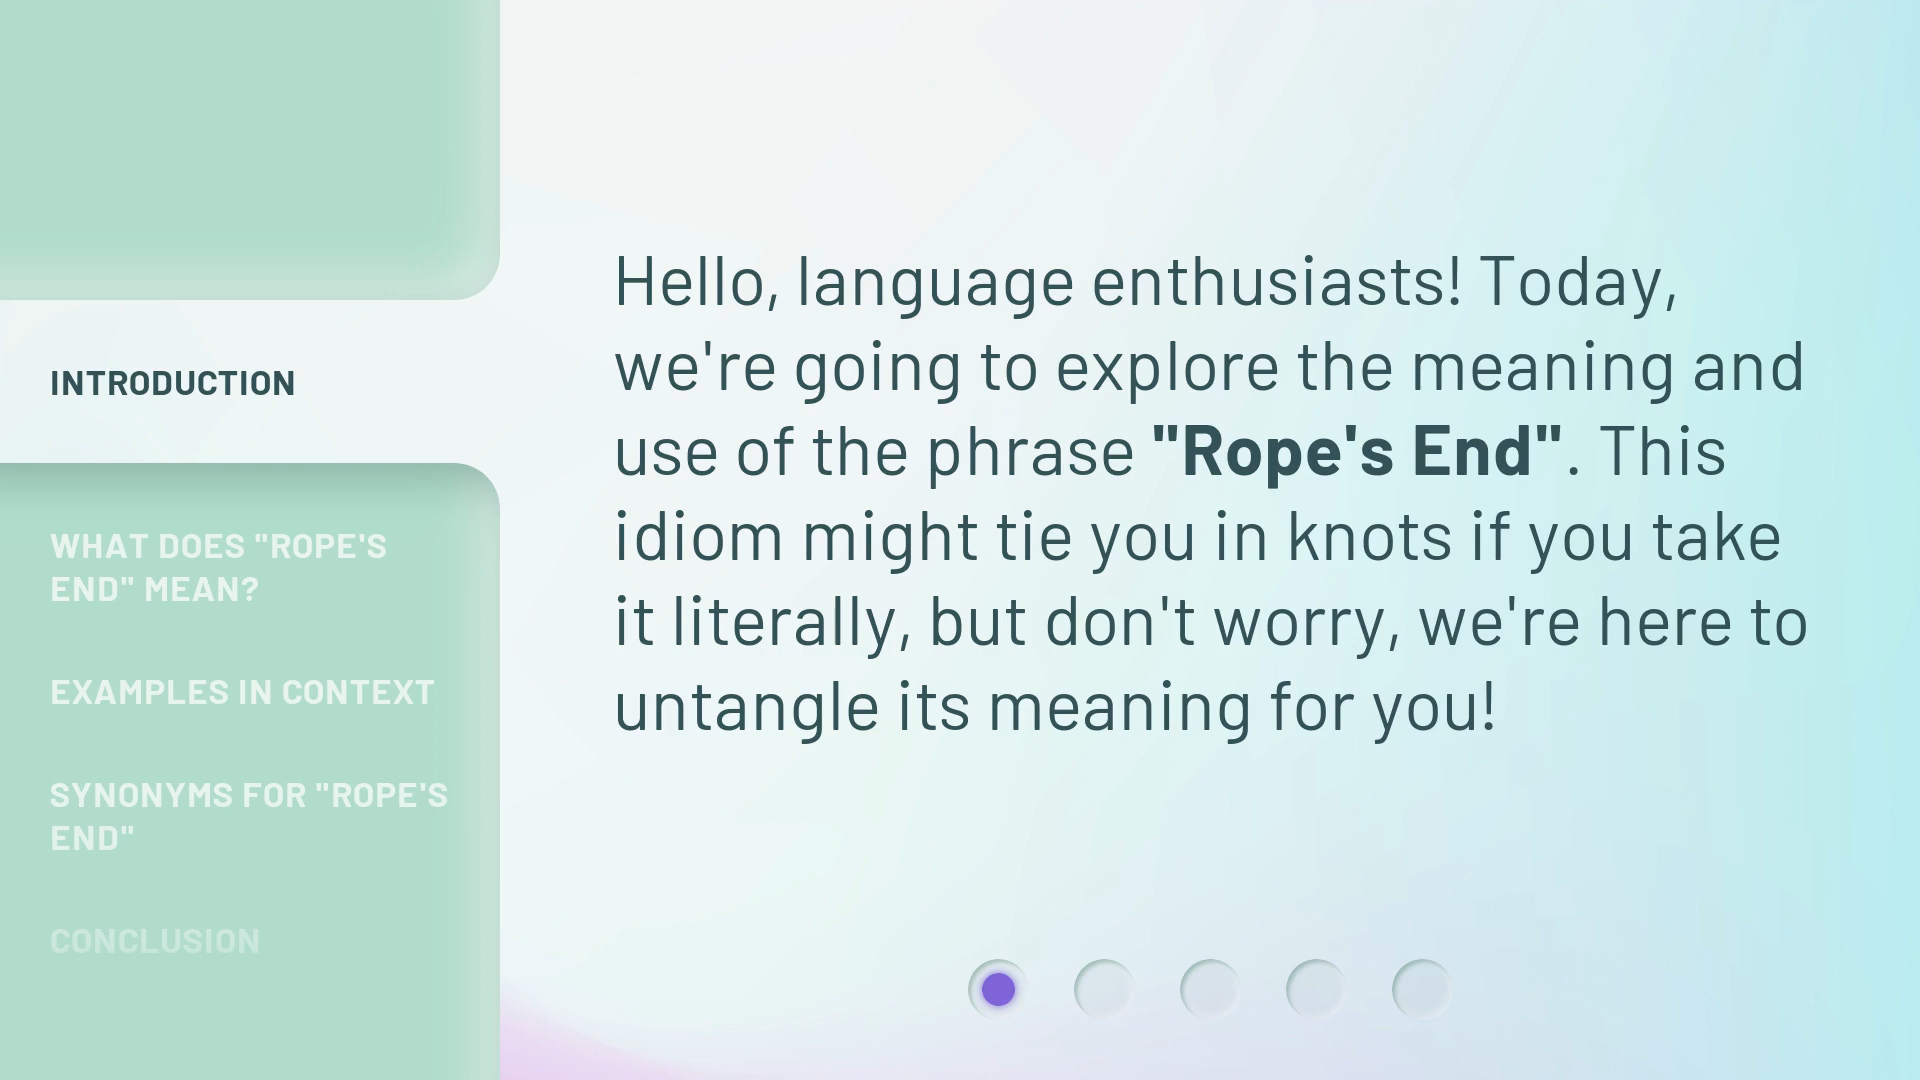 INTRODUCTION
WHAT DOES "ROPE'S
END" MEAN?
EXAMPLES IN CONTEXT
SYNONYMS FOR "ROPE'S
END"
CONCLUSION
Hello, language enthusiasts! Today,
we're going to explore the meaning and
use of the phrase "Rope's End". This
idiom might tie you in knots if you take
it literally, but don't worry, we're here to
untangle its meaning for you!